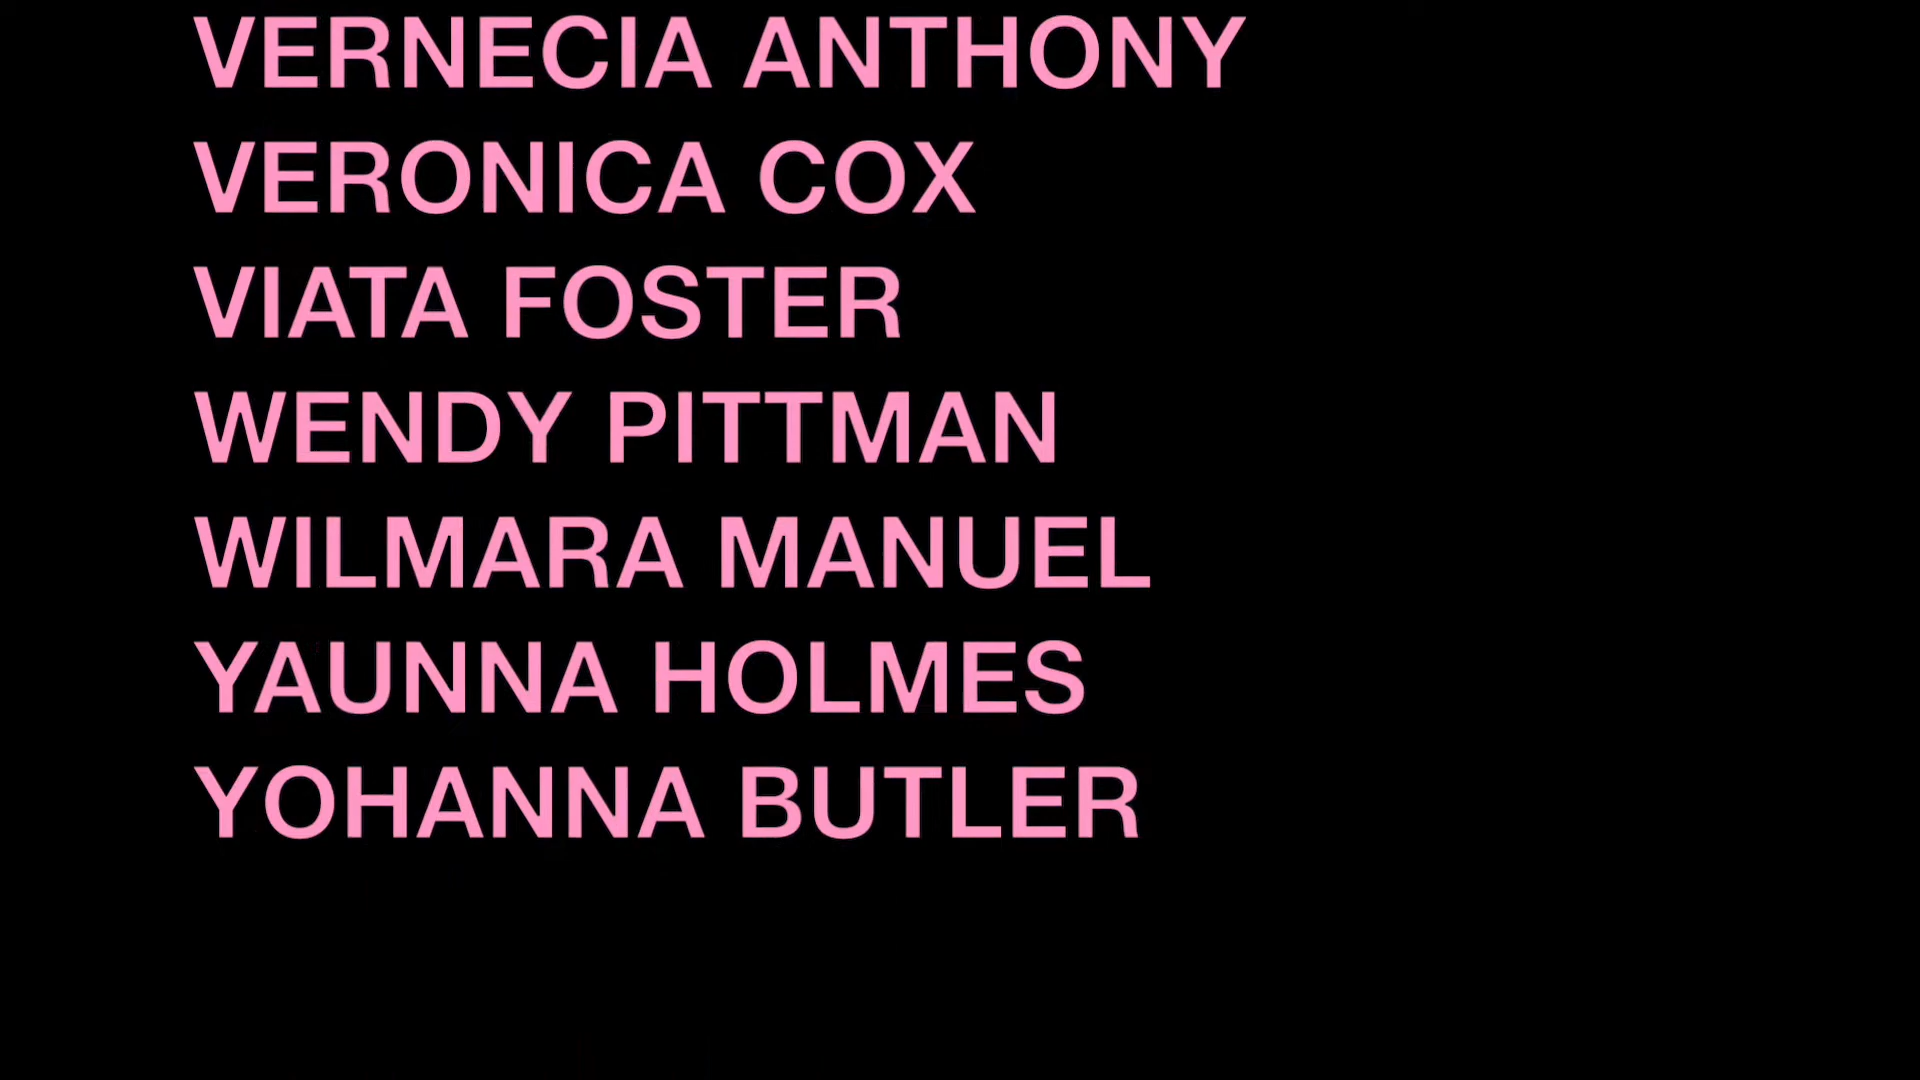 VERNECIA ANTHONY
VERONICA COX
VIATA FOSTER
WENDY PITTMAN
WILMARA MANUEL
YAUNNA HOLMES
YOHANNA BUTLER